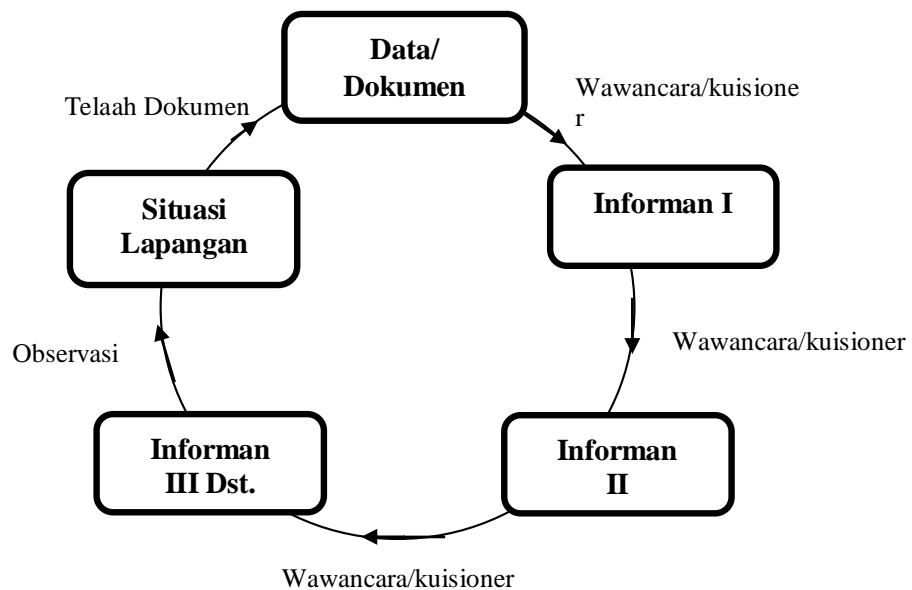 Data/
Dokumen
Wawancara/kuisione
r
Telaah Dokumen
Informan I
Situasi
Lapangan
Wawancara/kuisioner
Observasi
Informan
II
Informan
III Dst.
Wawancara/kuisioner